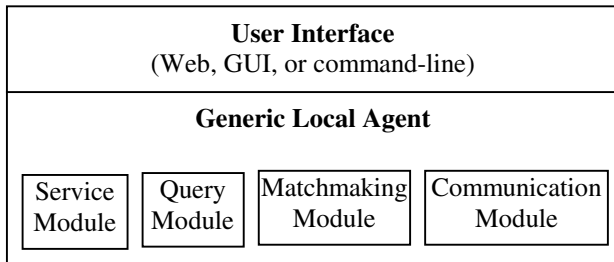 User Interface
(Web, GUI, or command-line)
Generic Local Agent
Service
Module
Query
Module
Matchmaking
Module
Communication
Module